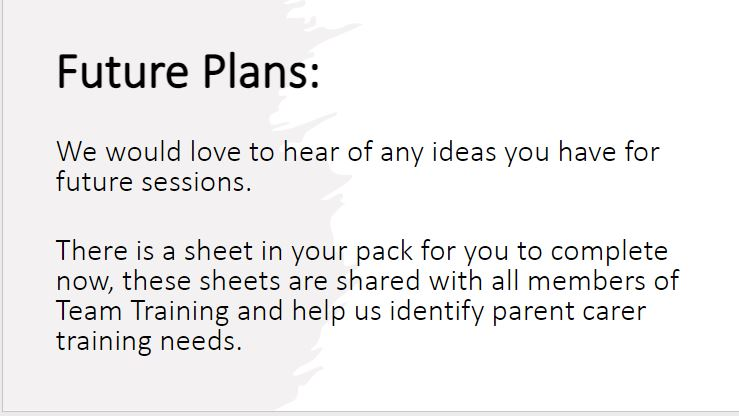 Future Plans:
We would love to hear of any ideas you have for
future sessions.
There is a sheet in your pack for you to complete
now, these sheets are shared with all members of
Team Training and help us identify parent carer
training needs.